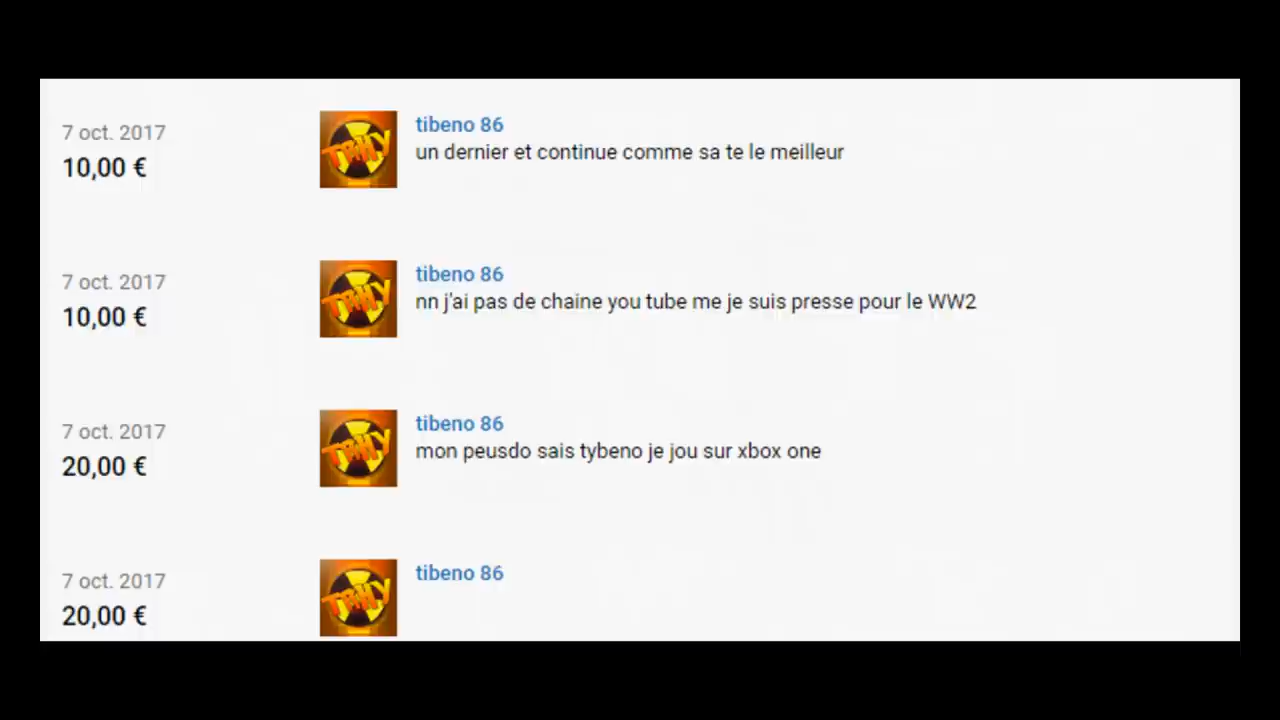 7 oct. 2017
10,00 €
tibeno 86
un dernier et continue comme sa te le meilleur
7 oct. 2017
10,00 €
tibeno 86
nn j'ai pas de chaine you tube me je suis presse pour le WW2
7 oct. 2017
20,00 €
tibeno 86
mon peusdo sais tybeno je jou sur xbox one
7 oct. 2017
20,00 €
tibeno 86